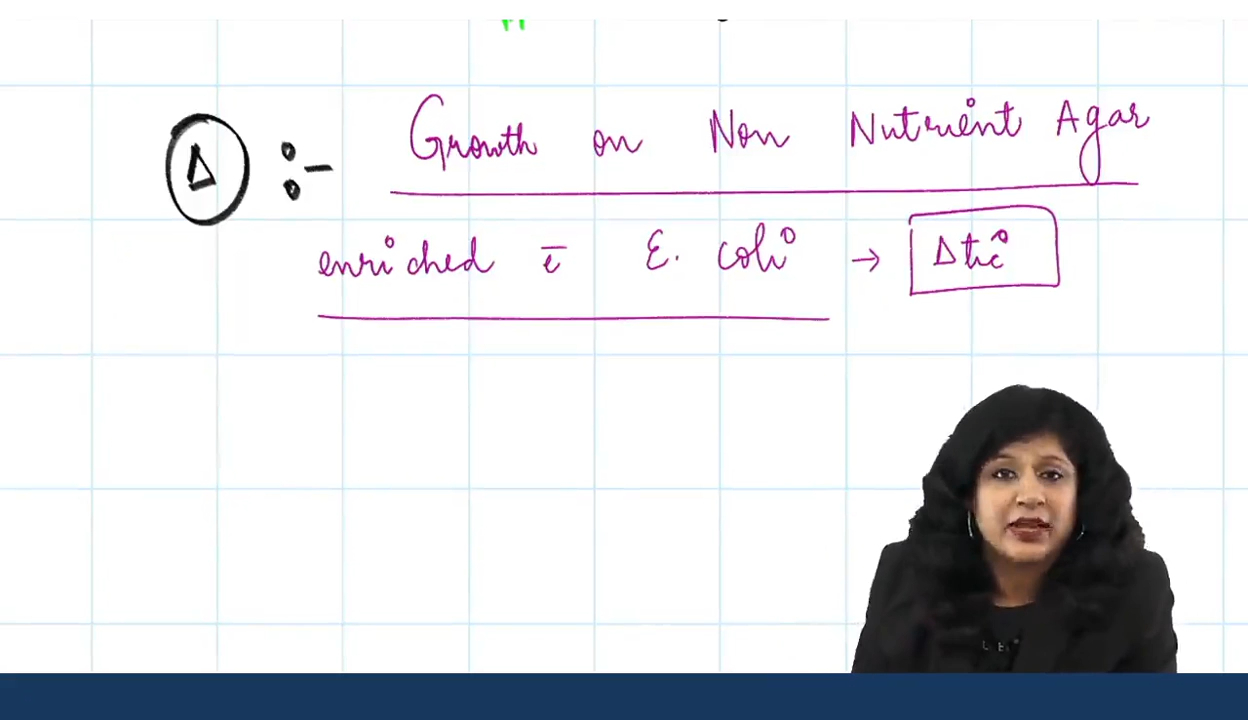 Δ :- Growth on Non Nutrient Agar
enriched c̄ E. coli → Δtic